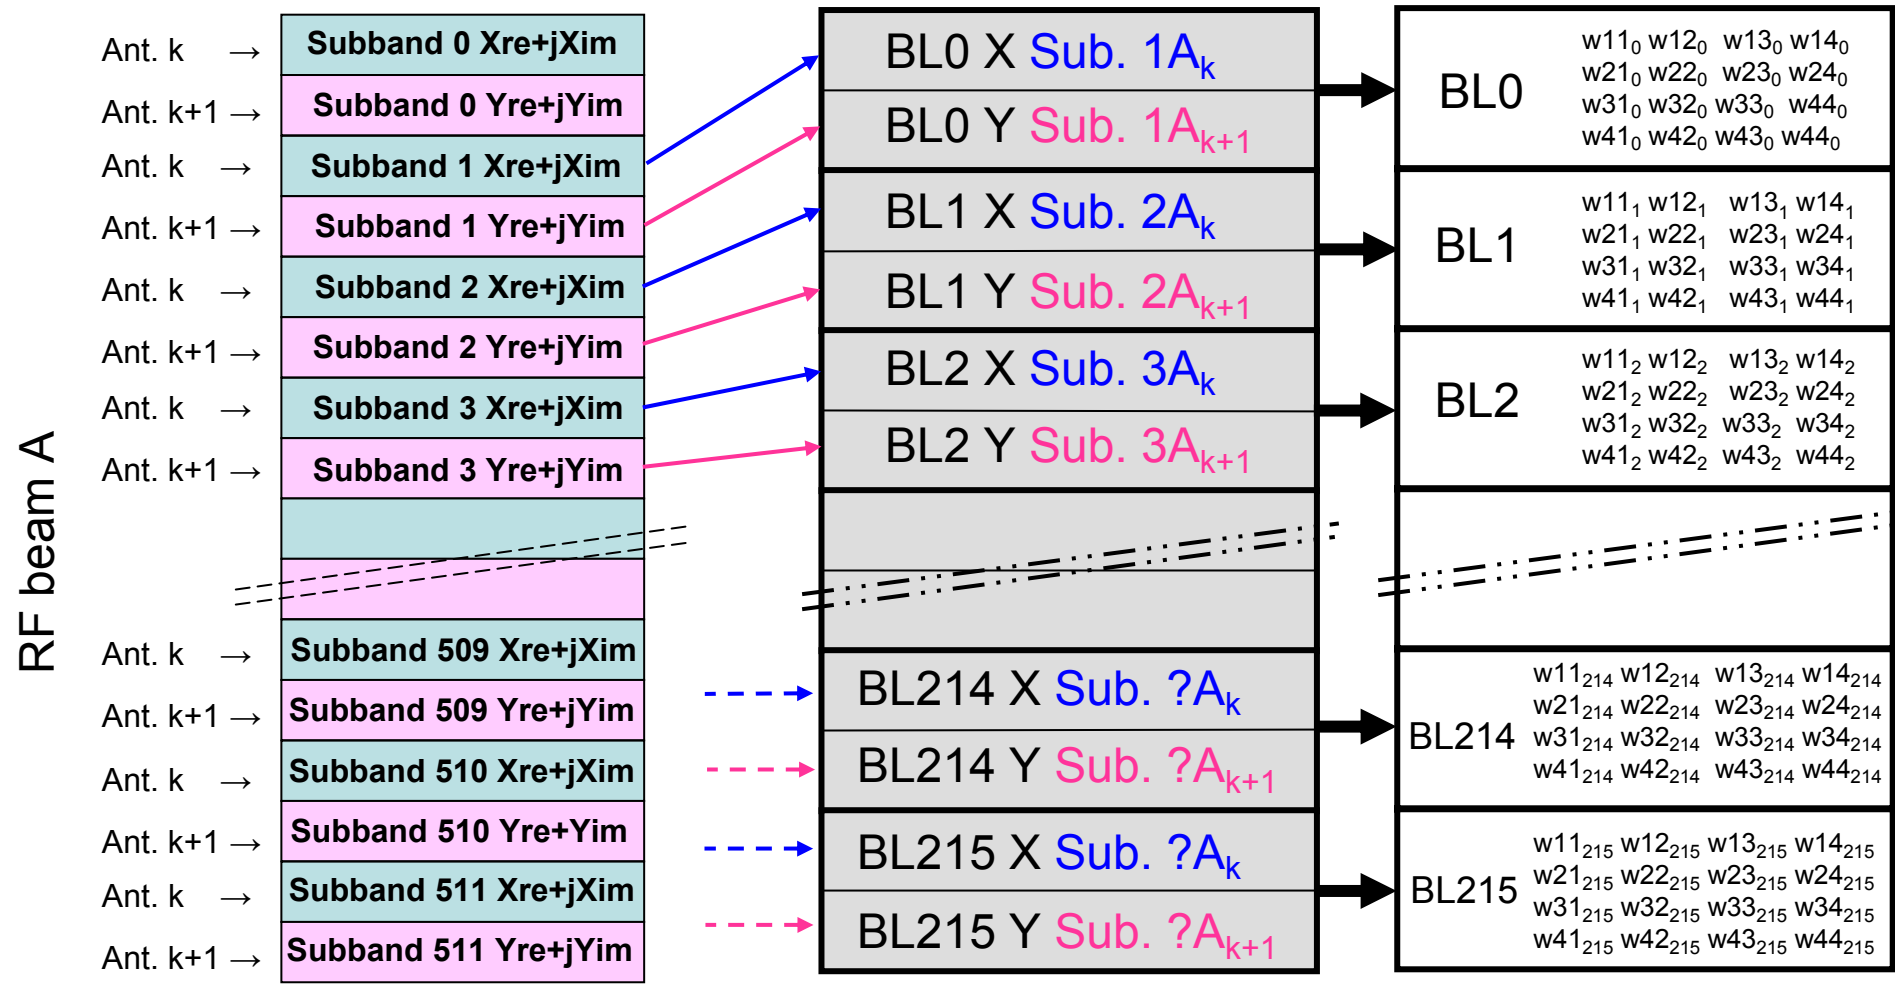 RF beam A
Ant. k →
Ant. k+1 →
Ant. k →
Ant. k+1 →
Ant. k →
Ant. k+1 →
Ant. k →
Ant. k+1 →
Ant. k →
Ant. k+1 →
Ant. k →
Ant. k+1 →
Ant. k →
Ant. k+1 →
Subband 0 Xre+jXim
Subband 0 Yre+jYim
Subband 1 Xre+jXim
Subband 1 Yre+jYim
Subband 2 Xre+jXim
Subband 2 Yre+jYim
Subband 3 Xre+jXim
Subband 3 Yre+jYim
Subband 509 Xre+jXim
Subband 509 Yre+jYim
Subband 510 Xre+jXim
Subband 510 Yre+Yim
Subband 511 Xre+jXim
Subband 511 Yre+jYim
BL0 X Sub. 1Aₖ
BL0 Y Sub. 1Aₖ₊₁
BL1 X Sub. 2Aₖ
BL1 Y Sub. 2Aₖ₊₁
BL2 X Sub. 3Aₖ
BL2 Y Sub. 3Aₖ₊₁
BL214 X Sub. ?Aₖ
BL214 Y Sub. ?Aₖ₊₁
BL215 X Sub. ?Aₖ
BL215 Y Sub. ?Aₖ₊₁
BL0
w11₀ w12₀ w13₀ w14₀
w21₀ w22₀ w23₀ w24₀
w31₀ w32₀ w33₀ w44₀
w41₀ w42₀ w43₀ w44₀
BL1
w11₁ w12₁ w13₁ w14₁
w21₁ w22₁ w23₁ w24₁
w31₁ w32₁ w33₁ w34₁
w41₁ w42₁ w43₁ w44₁
BL2
w11₂ w12₂ w13₂ w14₂
w21₂ w22₂ w23₂ w24₂
w31₂ w32₂ w33₂ w34₂
w41₂ w42₂ w43₂ w44₂
BL214
w11₂₁₄ w12₂₁₄ w13₂₁₄ w14₂₁₄
w21₂₁₄ w22₂₁₄ w23₂₁₄ w24₂₁₄
w31₂₁₄ w32₂₁₄ w33₂₁₄ w34₂₁₄
w41₂₁₄ w42₂₁₄ w43₂₁₄ w44₂₁₄
BL215
w11₂₁₅ w12₂₁₅ w13₂₁₅ w14₂₁₅
w21₂₁₅ w22₂₁₅ w23₂₁₅ w24₂₁₅
w31₂₁₅ w32₂₁₅ w33₂₁₅ w34₂₁₅
w41₂₁₅ w42₂₁₅ w43₂₁₅ w44₂₁₅